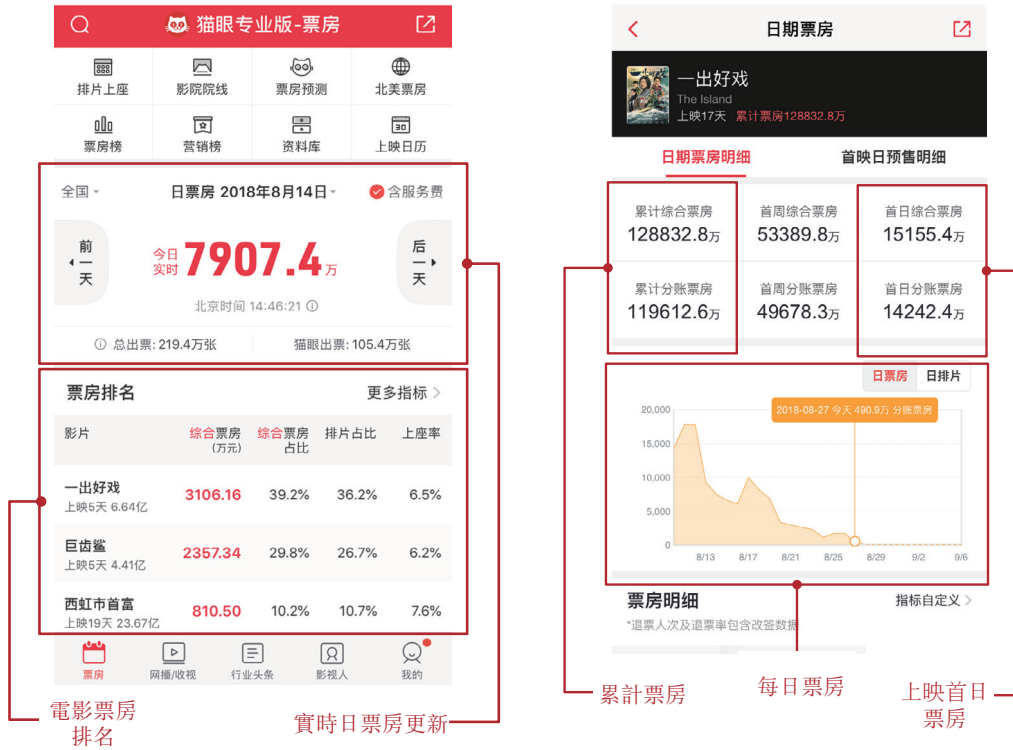 猫眼专业版-票房
排片上座 影院院线 票房预测 北美票房
票房榜 营销榜 资料库 上映日历
全国 日票房 2018年8月14日 含服务费
前一天
今日实时 7907.4万
后一天
北京时间 14:46:21
总出票: 219.4万张 猫眼出票: 105.4万张
票房排名 更多指标
影片 综合票房 综合票房 排片占比 上座率
(万元) 占比
一出好戏 3106.16 39.2% 36.2% 6.5%
上映5天 6.64亿
巨齿鲨 2357.34 29.8% 26.7% 6.2%
上映5天 4.41亿
西虹市首富 810.50 10.2% 10.7% 7.6%
上映19天 23.67亿
票房 网播/收视 行业头条 影视人 我的
電影票房
排名
實時日票房更新
日期票房
一出好戏
The Island
上映17天 累计票房128832.8万
日期票房明细 首映日预售明细
累计综合票房 首周综合票房 首日综合票房
128832.8万 53389.8万 15155.4万
累计分账票房 首周分账票房 首日分账票房
119612.6万 49678.3万 14242.4万
日票房 日排片
2018-08-27 今天 490.9万 分账票房
20,000
15,000
10,000
5,000
0
8/13 8/17 8/21 8/25 8/29 9/2 9/6
票房明细 指标自定义
*退票人次及退票率包含改签数据
累計票房
每日票房
上映首日
票房